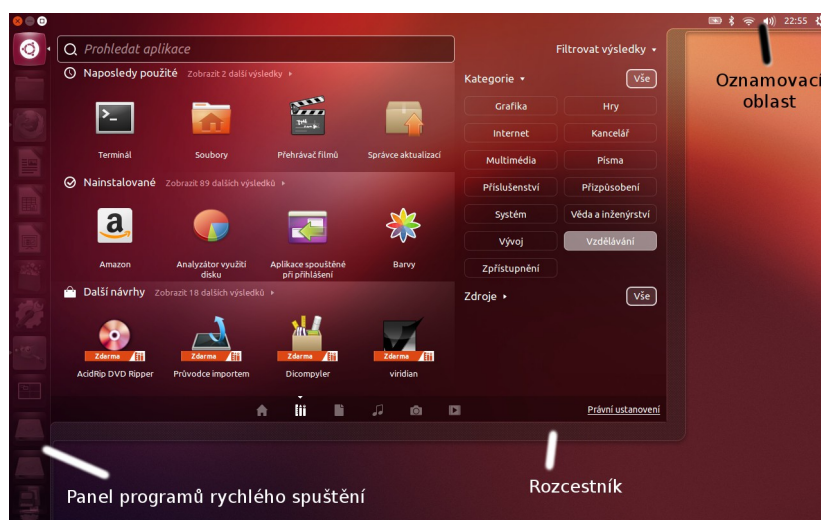 22:55
Prohledat aplikace
Filtrovat výsledky
Naposledy použité Zobrazit 2 další výsledky
Terminál
Soubory
Přehrávač filmů
Správce aktualizací
Nainstalované Zobrazit 89 dalších výsledků
Amazon
Analyzátor využití
disku
Aplikace spouštěné
při přihlášení
Barvy
Další návrhy Zobrazit 18 dalších výsledků
Zdarma
Zdarma
Zdarma
Zdarma
AcidRip DVD Ripper
Průvodce importem
Dicompyler
viridian
Kategorie
Vše
Grafika
Hry
Internet
Kancelář
Multimédia
Písma
Příslušenství
Přizpůsobení
Systém
Věda a inženýrství
Vývoj
Vzdělávání
Zpřístupnění
Zdroje
Vše
Právní ustanovení
Oznamovací
oblast
Panel programů rychlého spuštění
Rozcestník